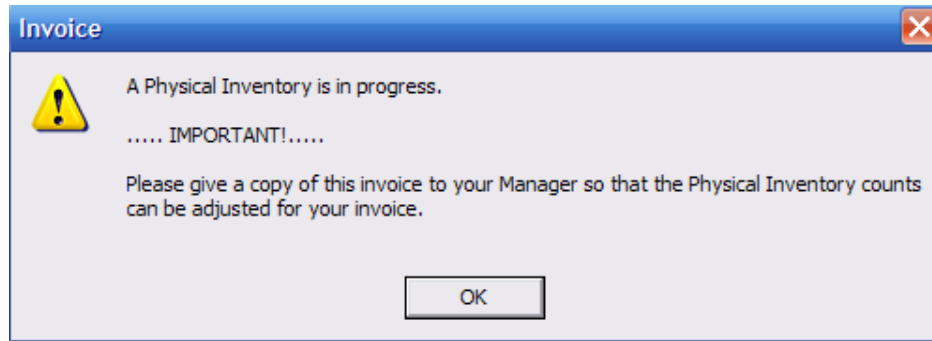 Invoice
A Physical Inventory is in progress.
..... IMPORTANT!.....
Please give a copy of this invoice to your Manager so that the Physical Inventory counts
can be adjusted for your invoice.
OK